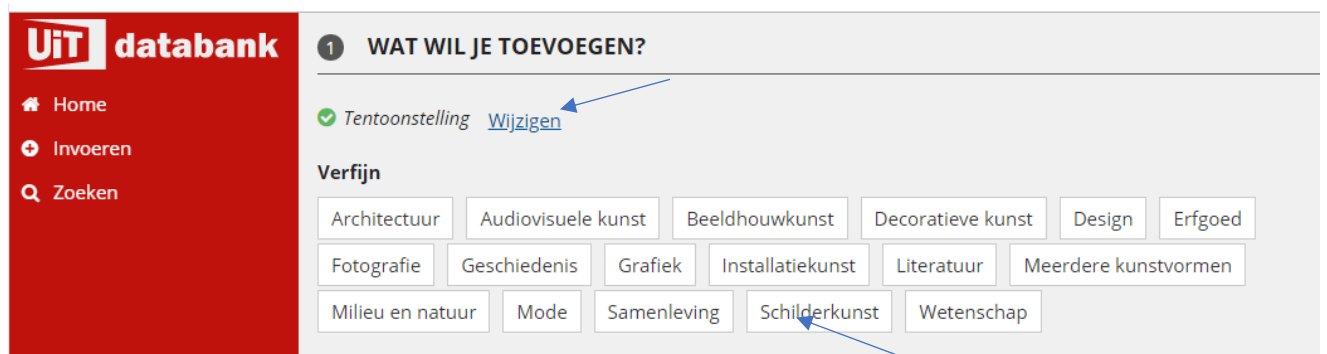 UiT databank
Home
Invoeren
Zoeken
1 WAT WIL JE TOEVOEGEN?
Tentoonstelling Wijzigen
Verfijn
Architectuur Audiovisuele kunst Beeldhouwkunst Decoratieve kunst Design Erfgoed
Fotografie Geschiedenis Grafiek Installatiekunst Literatuur Meerdere kunstvormen
Milieu en natuur Mode Samenleving Schilderkunst Wetenschap